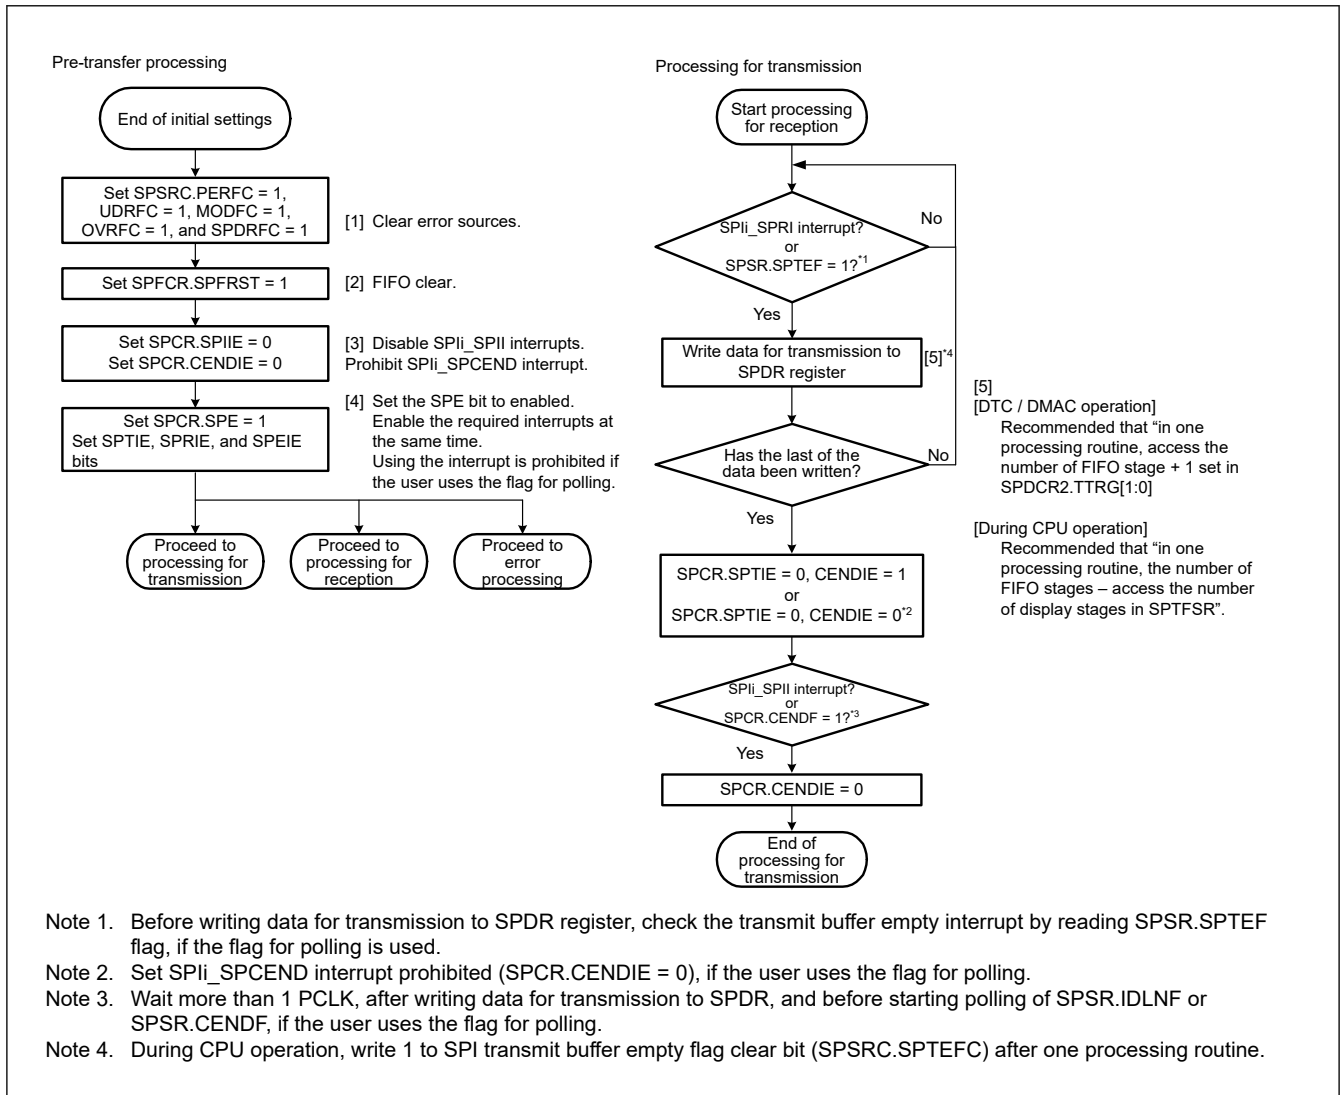 Pre-transfer processing
End of initial settings
Set SPSRC.PERFC = 1,
UDRFC = 1, MODFC = 1,
OVRFC = 1, and SPDRFC = 1
[1] Clear error sources.
Set SPFCR.SPFRST = 1
[2] FIFO clear.
Set SPCR.SPIIE = 0
Set SPCR.CENDIE = 0
[3] Disable SPIi_SPII interrupts.
Prohibit SPIi_SPCEND interrupt.
Set SPCR.SPE = 1
Set SPTIE, SPRIE, and SPEIE
bits
[4] Set the SPE bit to enabled.
Enable the required interrupts at
the same time.
Using the interrupt is prohibited if
the user uses the flag for polling.
Proceed to
processing for
transmission
Proceed to
processing for
reception
Proceed to
error
processing
Processing for transmission
Start processing
for reception
SPIi_SPRI interrupt?
or
SPSR.SPTEF = 1?*1
No
Yes
Write data for transmission to
SPDR register
[5]*4
Has the last of the
data been written?
No
Yes
SPCR.SPTIE = 0, CENDIE = 1
or
SPCR.SPTIE = 0, CENDIE = 0*2
SPIi_SPII interrupt?
or
SPCR.CENDF = 1?*3
Yes
SPCR.CENDIE = 0
End of
processing for
transmission
[5]
[DTC / DMAC operation]
Recommended that “in one
processing routine, access the
number of FIFO stage + 1 set in
SPDCR2.TTRG[1:0]
[During CPU operation]
Recommended that “in one
processing routine, the number of
FIFO stages – access the number
of display stages in SPTFSR”.
Note 1. Before writing data for transmission to SPDR register, check the transmit buffer empty interrupt by reading SPSR.SPTEF
flag, if the flag for polling is used.
Note 2. Set SPIi_SPCEND interrupt prohibited (SPCR.CENDIE = 0), if the user uses the flag for polling.
Note 3. Wait more than 1 PCLK, after writing data for transmission to SPDR, and before starting polling of SPSR.IDLNF or
SPSR.CENDF, if the user uses the flag for polling.
Note 4. During CPU operation, write 1 to SPI transmit buffer empty flag clear bit (SPSRC.SPTEFC) after one processing routine.